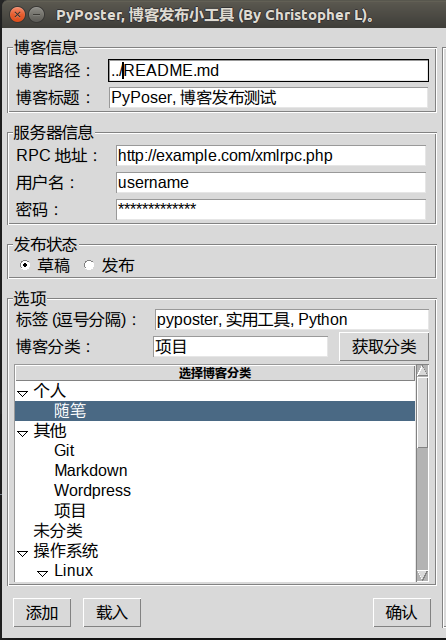 PyPoster, 博客发布小工具 (By Christopher L)。
博客信息
博客路径： ../README.md
博客标题： PyPoser, 博客发布测试
服务器信息
RPC 地址： http://example.com/xmlrpc.php
用户名： username
密码： *************
发布状态
草稿 发布
选项
标签 (逗号分隔)： pyposter, 实用工具, Python
博客分类： 项目 获取分类
选择博客分类
个人
随笔
其他
Git
Markdown
Wordpress
项目
未分类
操作系统
Linux
添加 载入 确认